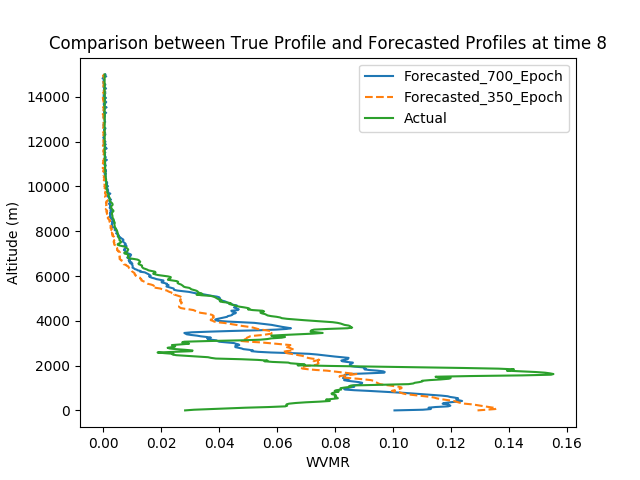 Comparison between True Profile and Forecasted Profiles at time 8
Forecasted_700_Epoch
Forecasted_350_Epoch
Actual
Altitude (m)
14000
12000
10000
8000
6000
4000
2000
0
0.00 0.02 0.04 0.06 0.08 0.10 0.12 0.14 0.16
WVMR